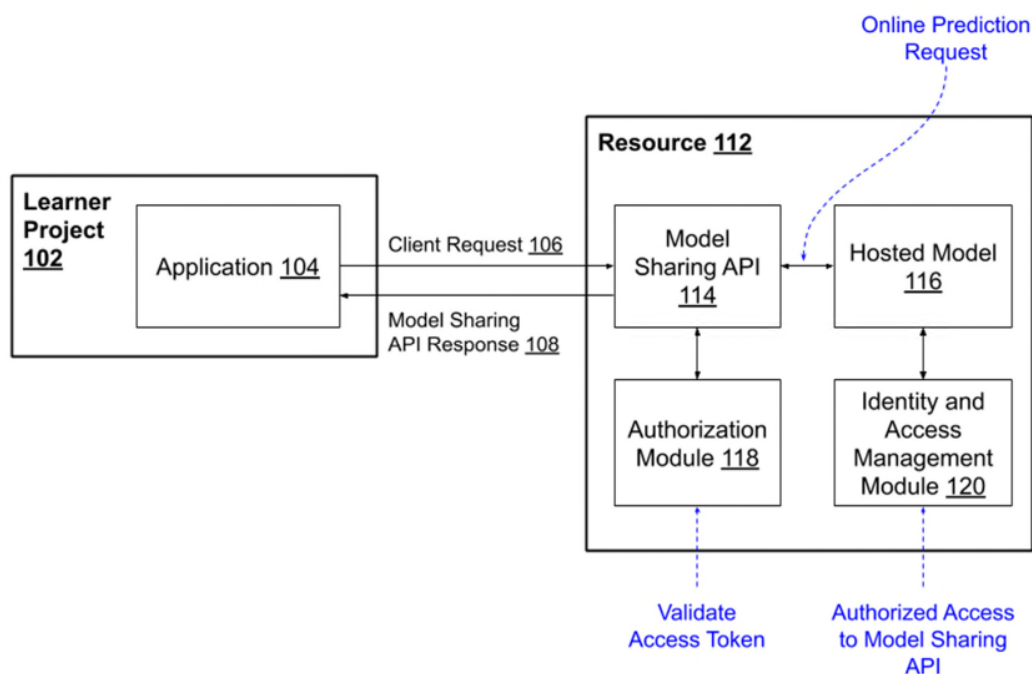 Online Prediction
Request
Resource 112
Learner
Project
102
Application 104
Client Request 106
Model Sharing
API Response 108
Model
Sharing API
114
Hosted Model
116
Authorization
Module 118
Identity and
Access
Management
Module 120
Validate
Access Token
Authorized Access
to Model Sharing
API